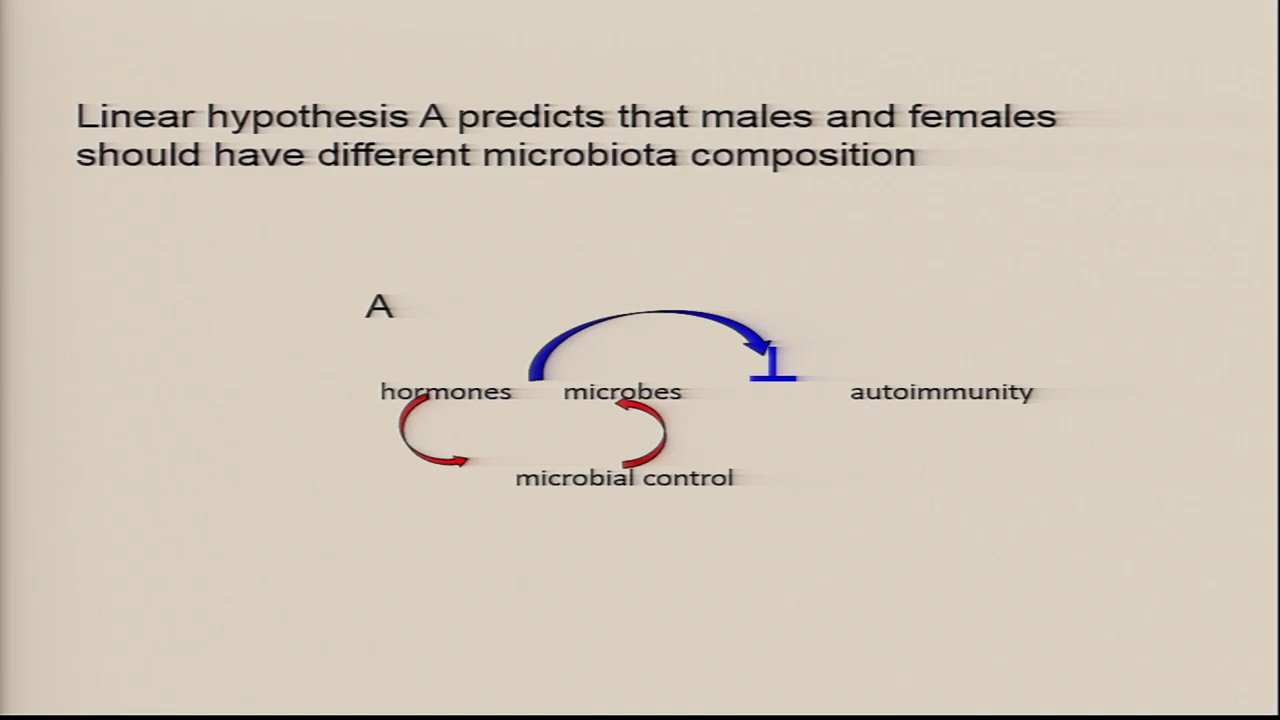 Linear hypothesis A predicts that males and females
should have different microbiota composition
A
hormones microbes autoimmunity
microbial control